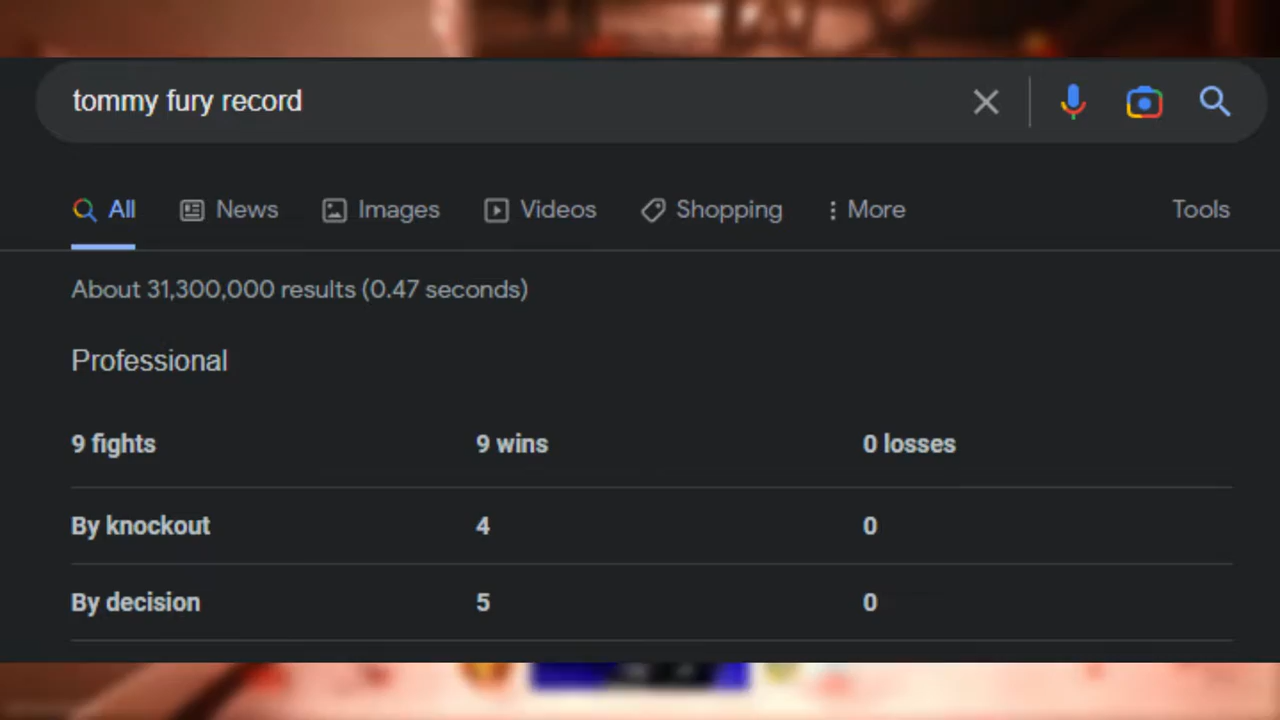 tommy fury record
All News Images Videos Shopping More Tools
About 31,300,000 results (0.47 seconds)
Professional
9 fights 9 wins 0 losses
By knockout 4 0
By decision 5 0